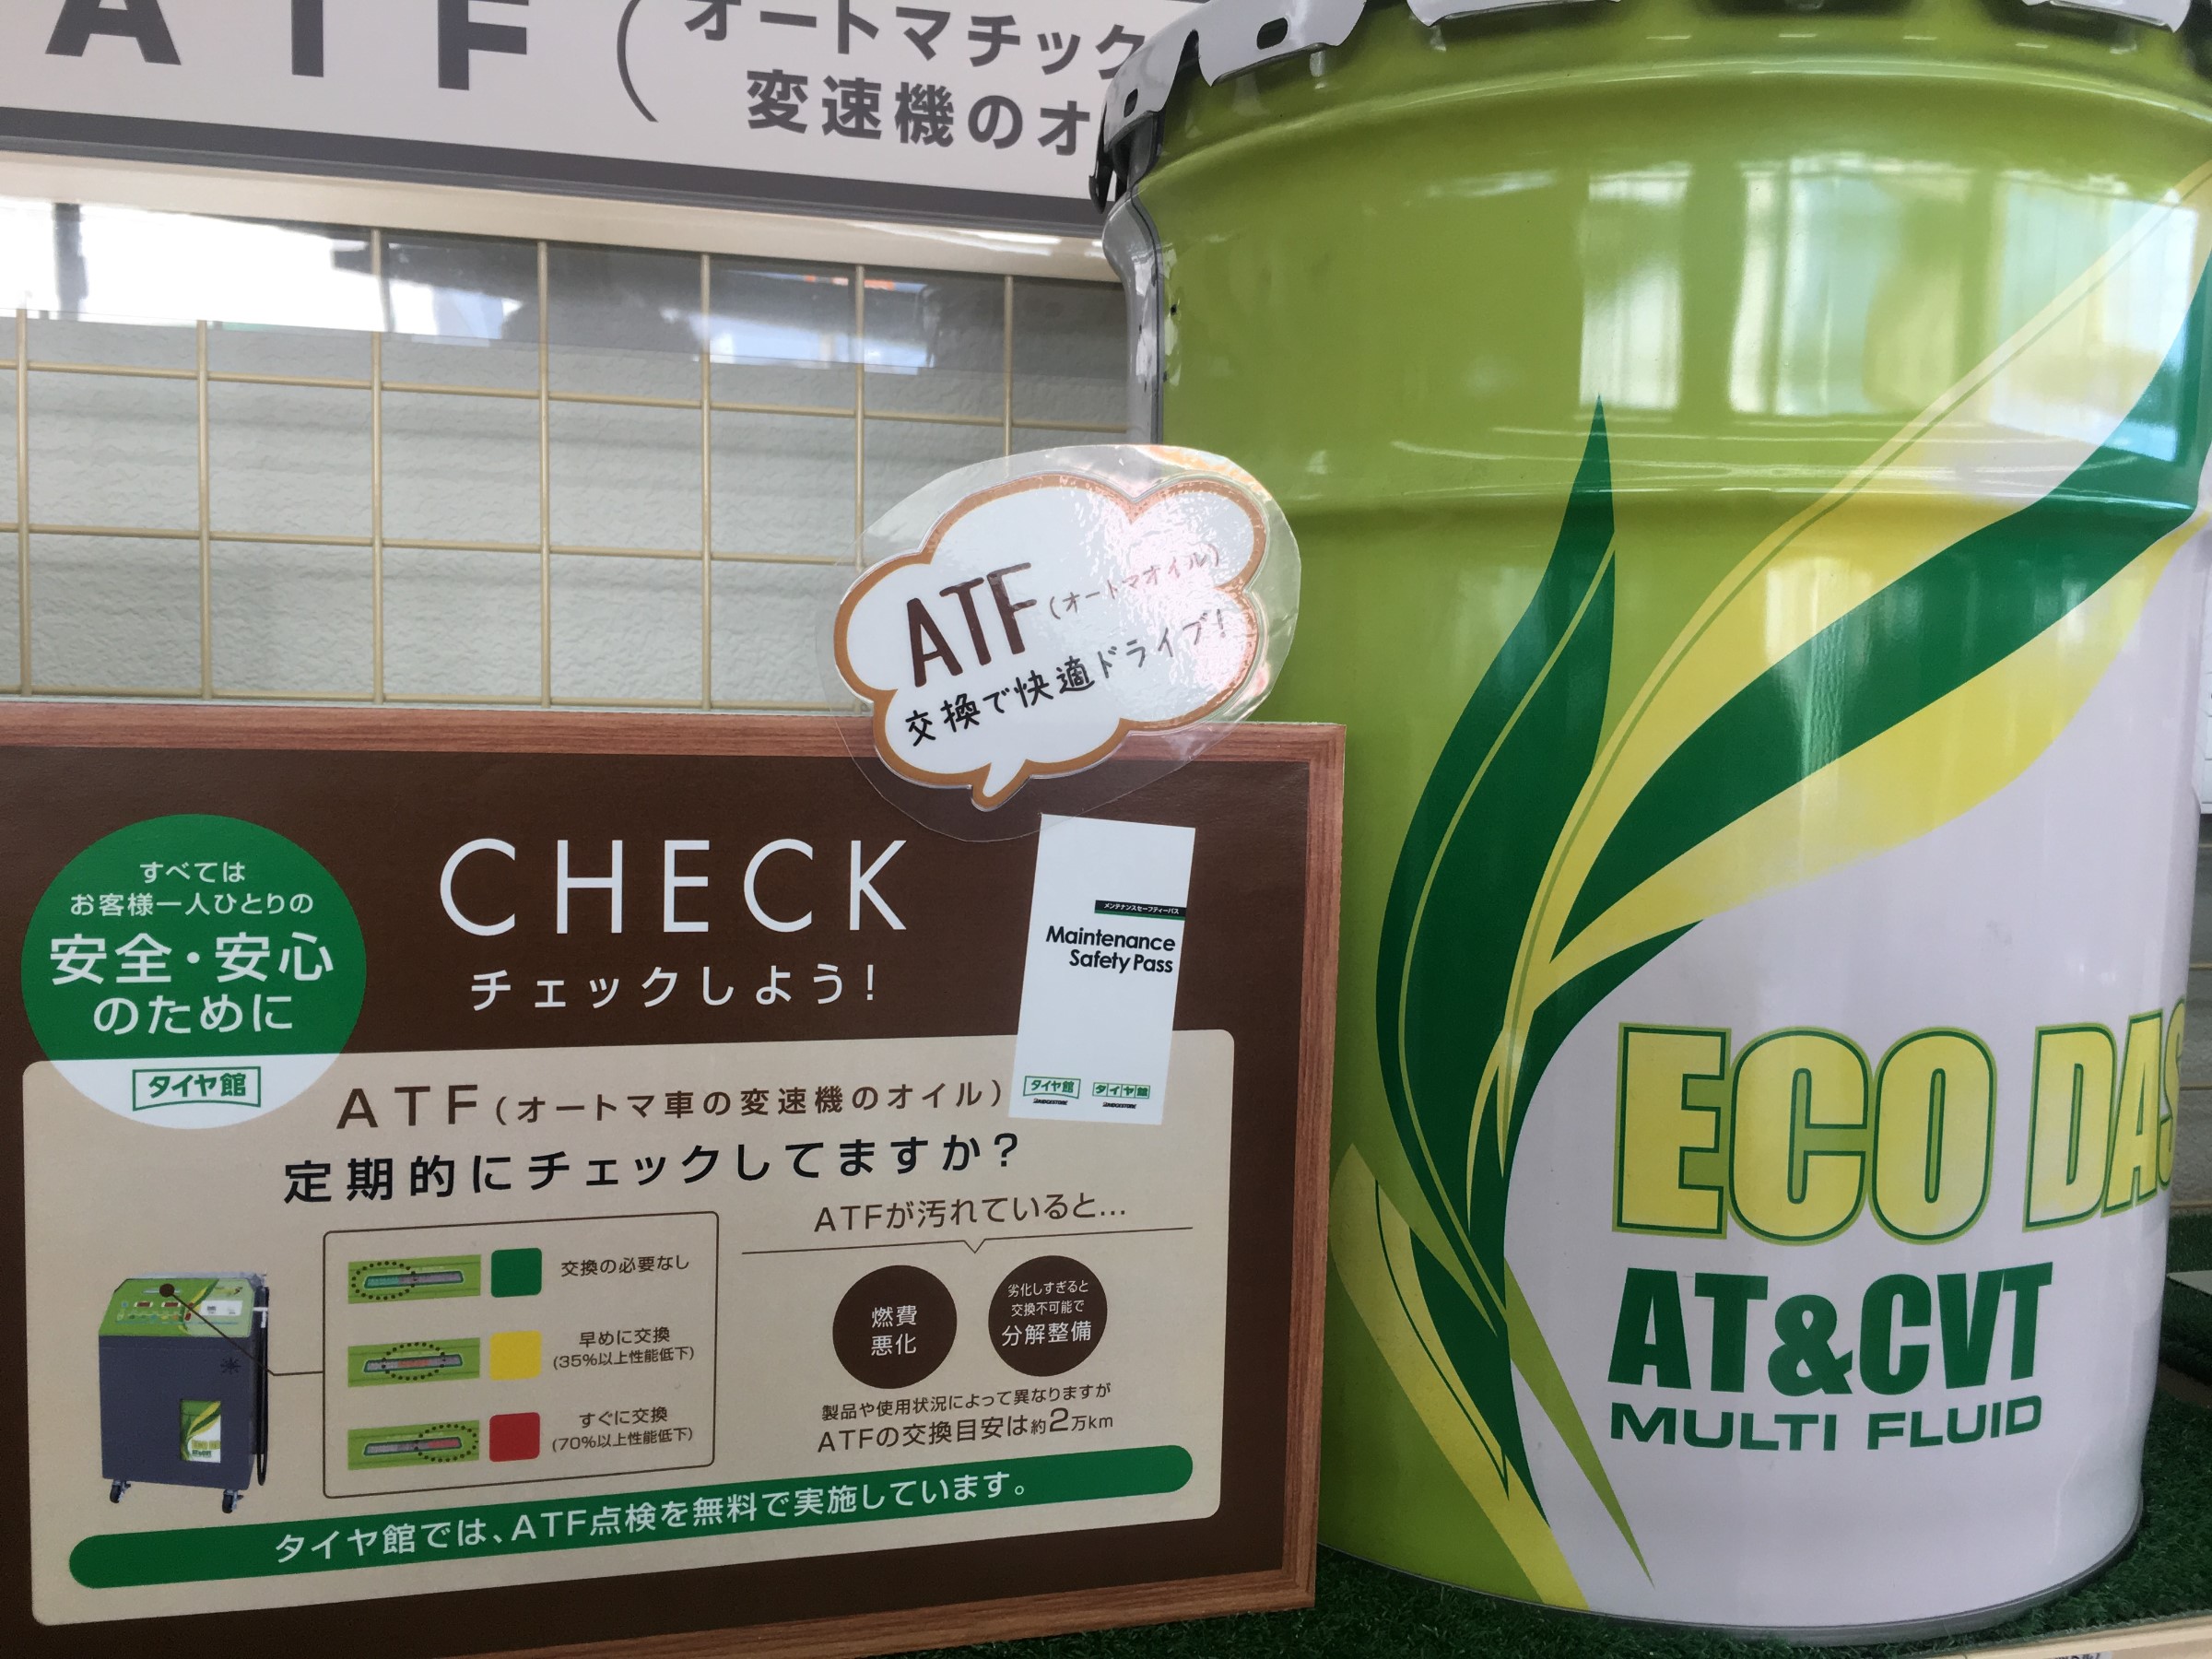 ATF(オートマチック
変速機のオ
ATF(オートマオイル)
交換で快適ドライブ!
すべては
お客様一人ひとりの
安全・安心
のために
タイヤ館
CHECK
チェックしよう!
メンテナンスセーフティーパス
Maintenance
Safety Pass
タイヤ館 タイヤ館
BRIDGESTONE BRIDGESTONE
ATF(オートマ車の変速機のオイル)
定期的にチェックしてますか?
交換の必要なし
早めに交換
(35%以上性能低下)
すぐに交換
(70%以上性能低下)
ATFが汚れていると...
燃費
悪化
劣化しすぎると
交換不可能で
分解整備
製品や使用状況によって異なりますが
ATFの交換目安は約2万km
タイヤ館では、ATF点検を無料で実施しています。
ECO DAS
AT&CVT
MULTI FLUID